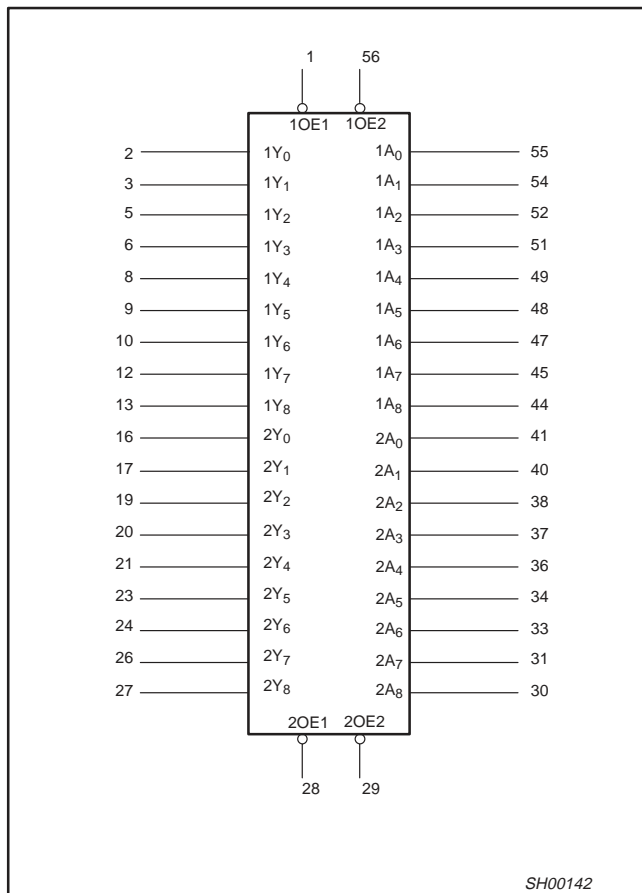 1 56
1OE1 1OE2
2 1Y0 1A0 55
3 1Y1 1A1 54
5 1Y2 1A2 52
6 1Y3 1A3 51
8 1Y4 1A4 49
9 1Y5 1A5 48
10 1Y6 1A6 47
12 1Y7 1A7 45
13 1Y8 1A8 44
16 2Y0 2A0 41
17 2Y1 2A1 40
19 2Y2 2A2 38
20 2Y3 2A3 37
21 2Y4 2A4 36
23 2Y5 2A5 34
24 2Y6 2A6 33
26 2Y7 2A7 31
27 2Y8 2A8 30
2OE1 2OE2
28 29
SH00142